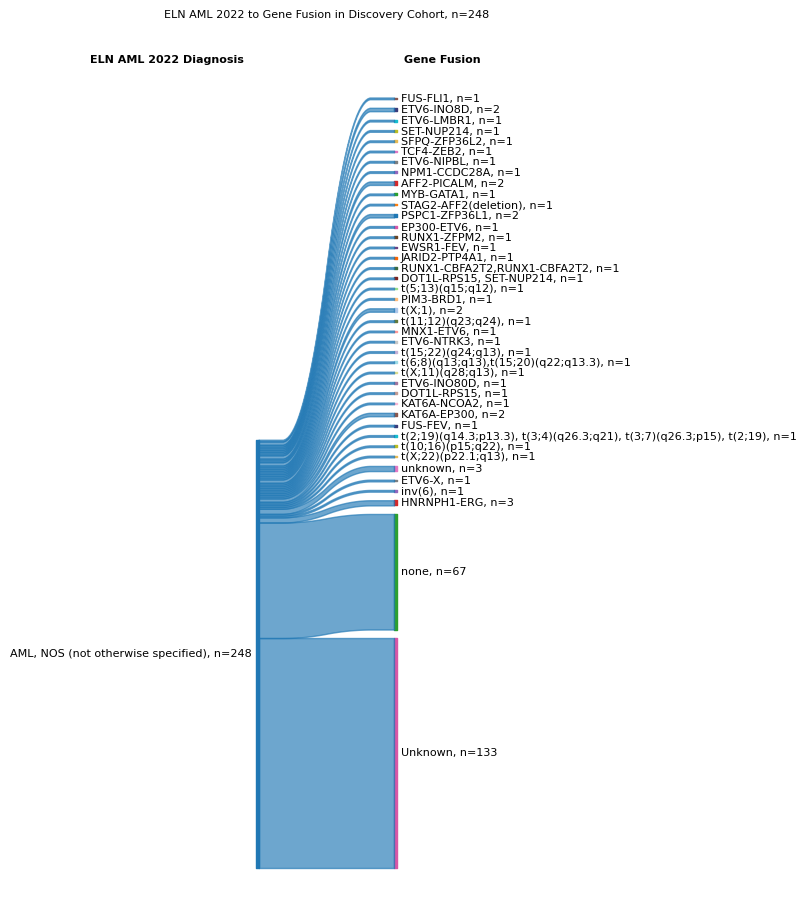 ELN AML 2022 to Gene Fusion in Discovery Cohort, n=248
ELN AML 2022 Diagnosis
Gene Fusion
FUS-FLI1, n=1
ETV6-INO8D, n=2
ETV6-LMBR1, n=1
SET-NUP214, n=1
SFPQ-ZFP36L2, n=1
TCF4-ZEB2, n=1
ETV6-NIPBL, n=1
NPM1-CCDC28A, n=1
AFF2-PICALM, n=2
MYB-GATA1, n=1
STAG2-AFF2(deletion), n=1
PSPC1-ZFP36L1, n=2
EP300-ETV6, n=1
RUNX1-ZFPM2, n=1
EWSR1-FEV, n=1
JARID2-PTP4A1, n=1
RUNX1-CBFA2T2,RUNX1-CBFA2T2, n=1
DOT1L-RPS15, SET-NUP214, n=1
t(5;13)(q15;q12), n=1
PIM3-BRD1, n=1
t(X;1), n=2
t(11;12)(q23;q24), n=1
MNX1-ETV6, n=1
ETV6-NTRK3, n=1
t(15;22)(q24;q13), n=1
t(6;8)(q13;q13),t(15;20)(q22;q13.3), n=1
t(X;11)(q28;q13), n=1
ETV6-INO80D, n=1
DOT1L-RPS15, n=1
KAT6A-NCOA2, n=1
KAT6A-EP300, n=2
FUS-FEV, n=1
t(2;19)(q14.3;p13.3), t(3;4)(q26.3;q21), t(3;7)(q26.3;p15), t(2;19), n=1
t(10;16)(p15;q22), n=1
t(X;22)(p22.1;q13), n=1
unknown, n=3
ETV6-X, n=1
inv(6), n=1
HNRNPH1-ERG, n=3
none, n=67
AML, NOS (not otherwise specified), n=248
Unknown, n=133